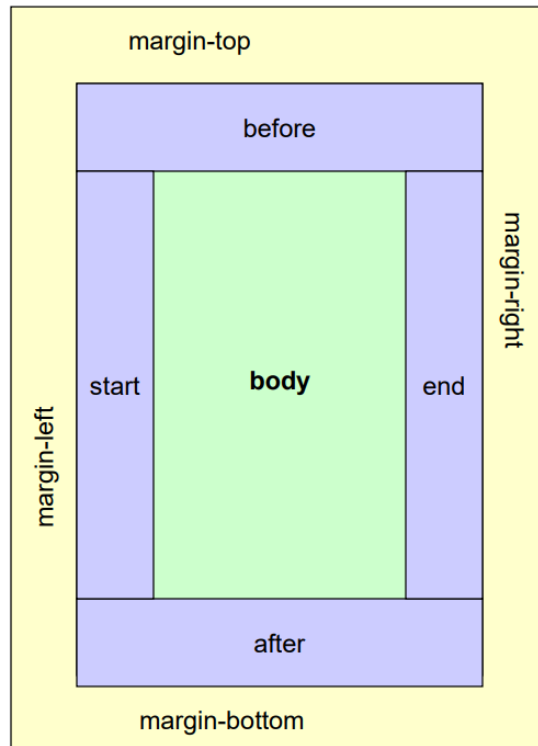 margin-top
before
margin-right
start
body
end
margin-left
after
margin-bottom